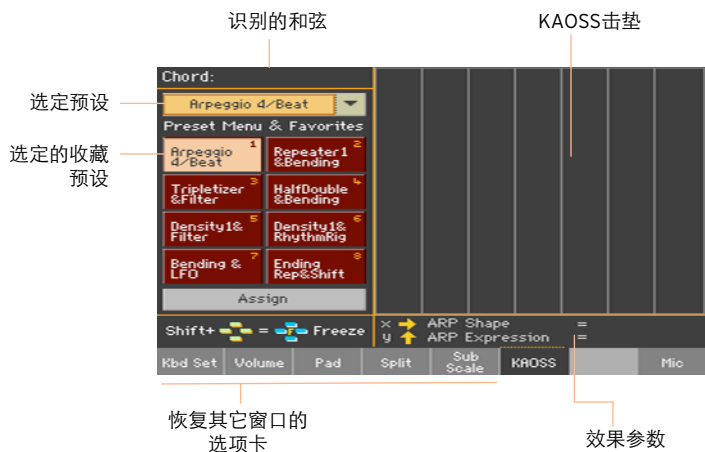 识别的和弦
KAOSS击垫
Chord:
选定预设
Arpeggio 4/Beat
Preset Menu & Favorites
选定的收藏
预设
Arpeggio 1
4/Beat
Repeater1 2
&Bending
Tripletizer 3
&Filter
HalfDouble 4
&Bending
Density1& 5
Filter
Density1& 6
RhythmRig
Bending & 7
LFO
Ending 8
Rep&Shift
Assign
Shift+ = F Freeze
x ARP Shape =
y ARP Expression =
Kbd Set Volume Pad Split Sub Scale KAOSS Mic
恢复其它窗口的
选项卡
效果参数